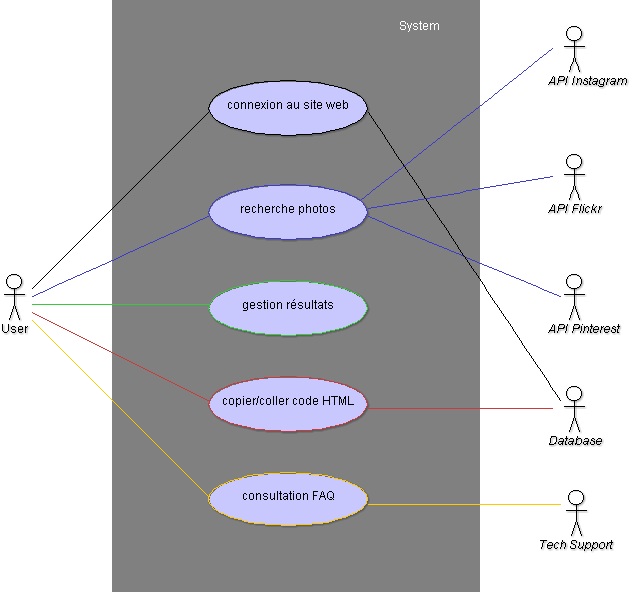 System
API Instagram
connexion au site web
API Flickr
recherche photos
User
gestion résultats
API Pinterest
copier/coller code HTML
Database
consultation FAQ
Tech Support